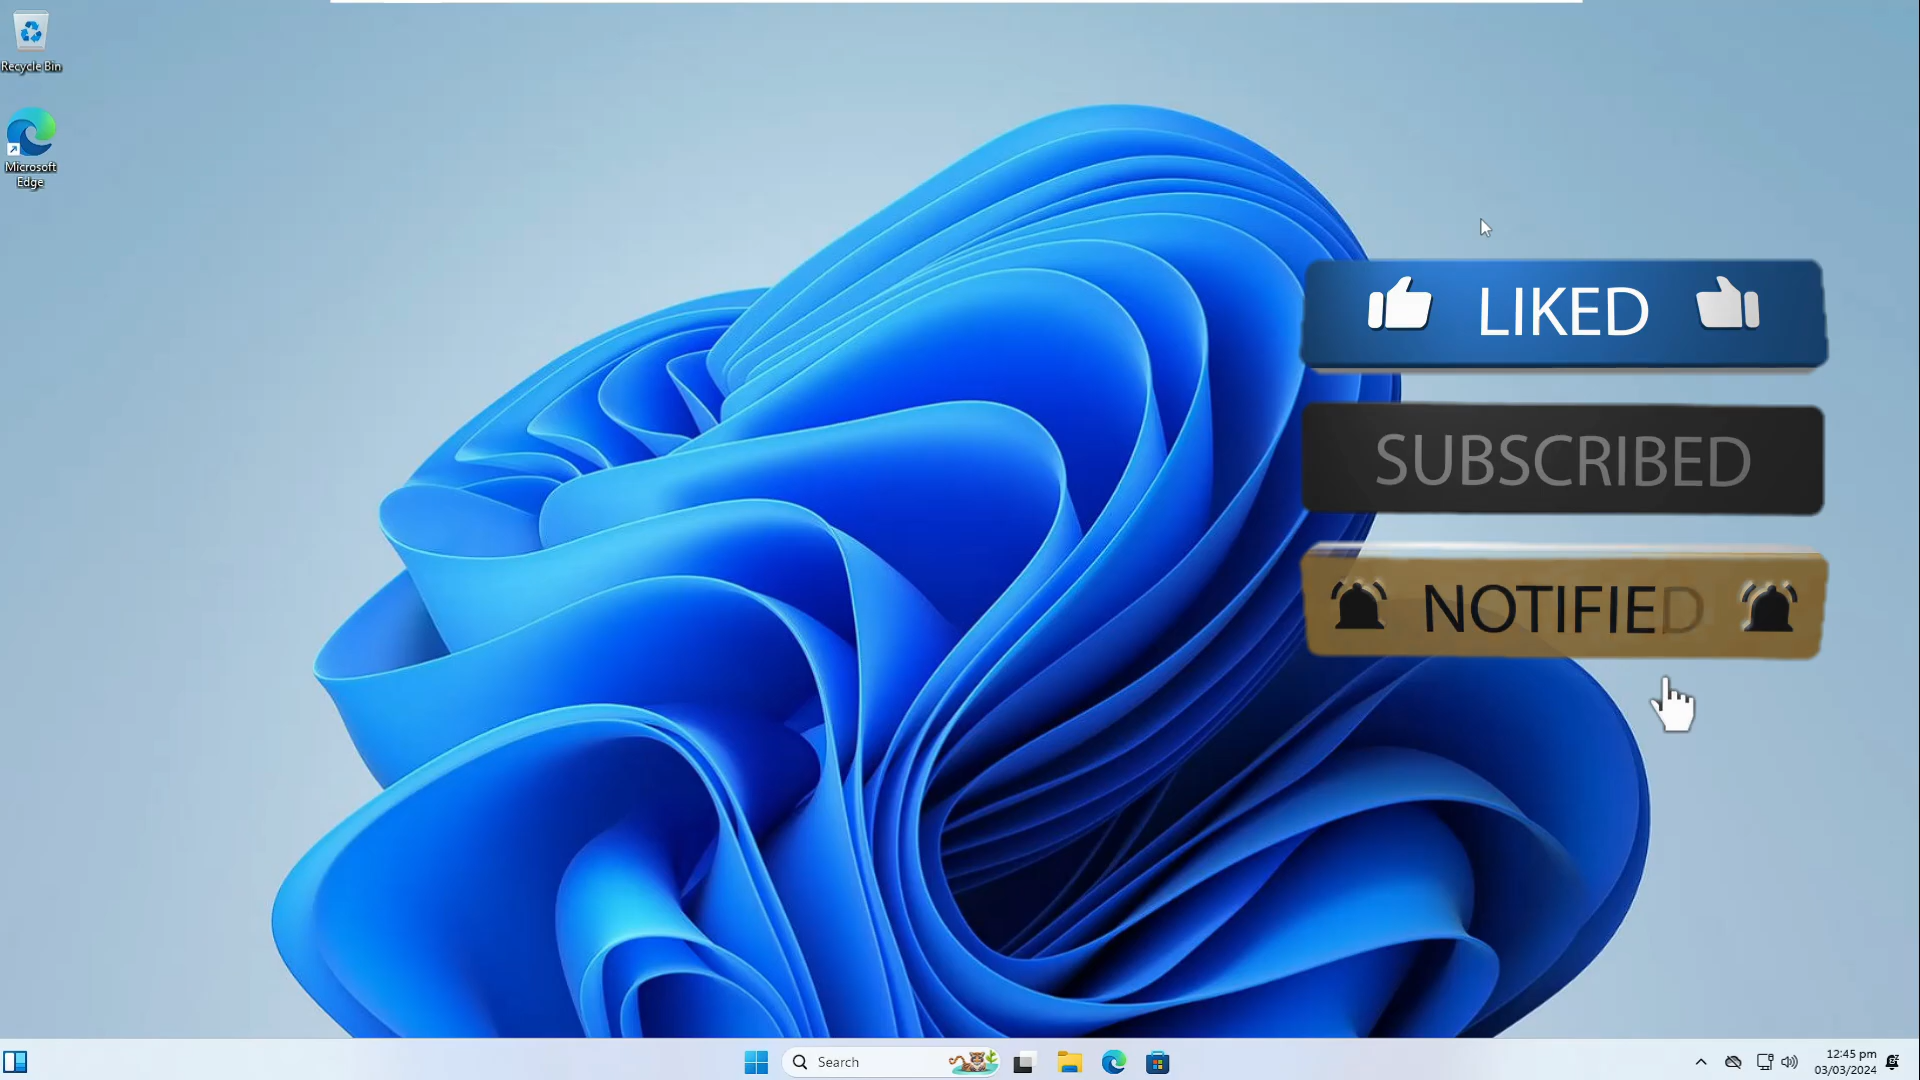 Recycle Bin
Microsoft
Edge
LIKED
SUBSCRIBED
NOTIFIED
Search
12:45 pm
03/03/2024